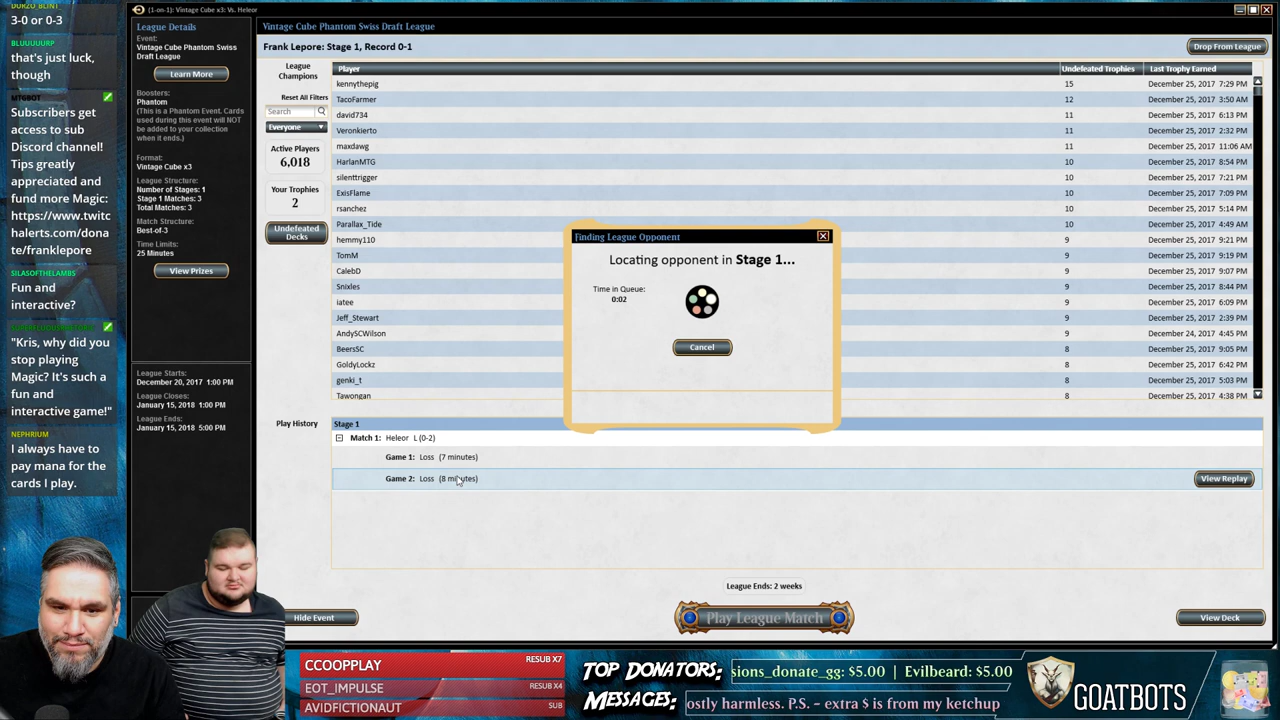 DURZO BLINT
3-0 or 0-3
BLUUUUURP
that's just luck,
though
MTGBOT
Subscribers get
access to sub
Discord channel!
Tips greatly
appreciated and
fund more Magic:
https://www.twitc
halerts.com/dona
te/franklepore
SILASOFTHELAMBS
Fun and
interactive?
"Kris, why did you
stop playing
Magic? It's such a
fun and
interactive game!"
NEPHRIUM
I always have to
pay mana for the
cards I play.
(1-on-1): Vintage Cube x3: Vs. Heleor
League Details
Event:
Vintage Cube Phantom Swiss
Draft League
Learn More
Boosters:
Phantom
(This is a Phantom Event. Cards
used during this event will NOT
be added to your collection
when it ends.)
Format:
Vintage Cube x3
League Structure:
Number of Stages: 1
Stage 1 Matches: 3
Total Matches: 3
Match Structure:
Best-of-3
Time Limits:
25 Minutes
View Prizes
League Starts:
December 20, 2017 1:00 PM
League Closes:
January 15, 2018 1:00 PM
League Ends:
January 15, 2018 5:00 PM
Vintage Cube Phantom Swiss Draft League
Frank Lepore: Stage 1, Record 0-1
Drop From League
League
Champions
Reset All Filters
Search
Everyone
Active Players
6,018
Your Trophies
2
Undefeated
Decks
Player Undefeated Trophies Last Trophy Earned
kennythepig 15 December 25, 2017 7:29 PM
TacoFarmer 12 December 25, 2017 3:50 AM
david734 11 December 25, 2017 6:13 PM
Veronkierto 11 December 25, 2017 2:32 PM
maxdawg 11 December 25, 2017 11:06 AM
HarlanMTG 10 December 25, 2017 8:54 PM
silenttrigger 10 December 25, 2017 7:21 PM
ExisFlame 10 December 25, 2017 7:09 PM
rsanchez 10 December 25, 2017 5:14 PM
Parallax_Tide 10 December 25, 2017 4:49 AM
hemmy110 9 December 25, 2017 9:21 PM
TomM 9 December 25, 2017 9:19 PM
CalebD 9 December 25, 2017 9:07 PM
Snixles 9 December 25, 2017 8:44 PM
iatee 9 December 25, 2017 6:09 PM
Jeff_Stewart 9 December 25, 2017 2:39 PM
AndySCWilson 9 December 24, 2017 4:45 PM
BeersSC 8 December 25, 2017 9:05 PM
GoldyLockz 8 December 25, 2017 6:42 PM
genki_t 8 December 25, 2017 5:03 PM
Tawongan 8 December 25, 2017 4:38 PM
Finding League Opponent
Locating opponent in Stage 1...
Time in Queue:
0:02
Cancel
Play History
Stage 1
Match 1: Heleor L (0-2)
Game 1: Loss (7 minutes)
Game 2: Loss (8 minutes)
View Replay
League Ends: 2 weeks
Hide Event
Play League Match
View Deck
CCOOPPLAY RESUB X7
EOT_IMPULSE RESUB X4
AVIDFICTIONAUT SUB
TOP DONATORS: sions_donate_gg: $5.00 | Evilbeard: $5.00
MESSAGES: ostly harmless. P.S. ~ extra $ is from my ketchup
GOATBOTS